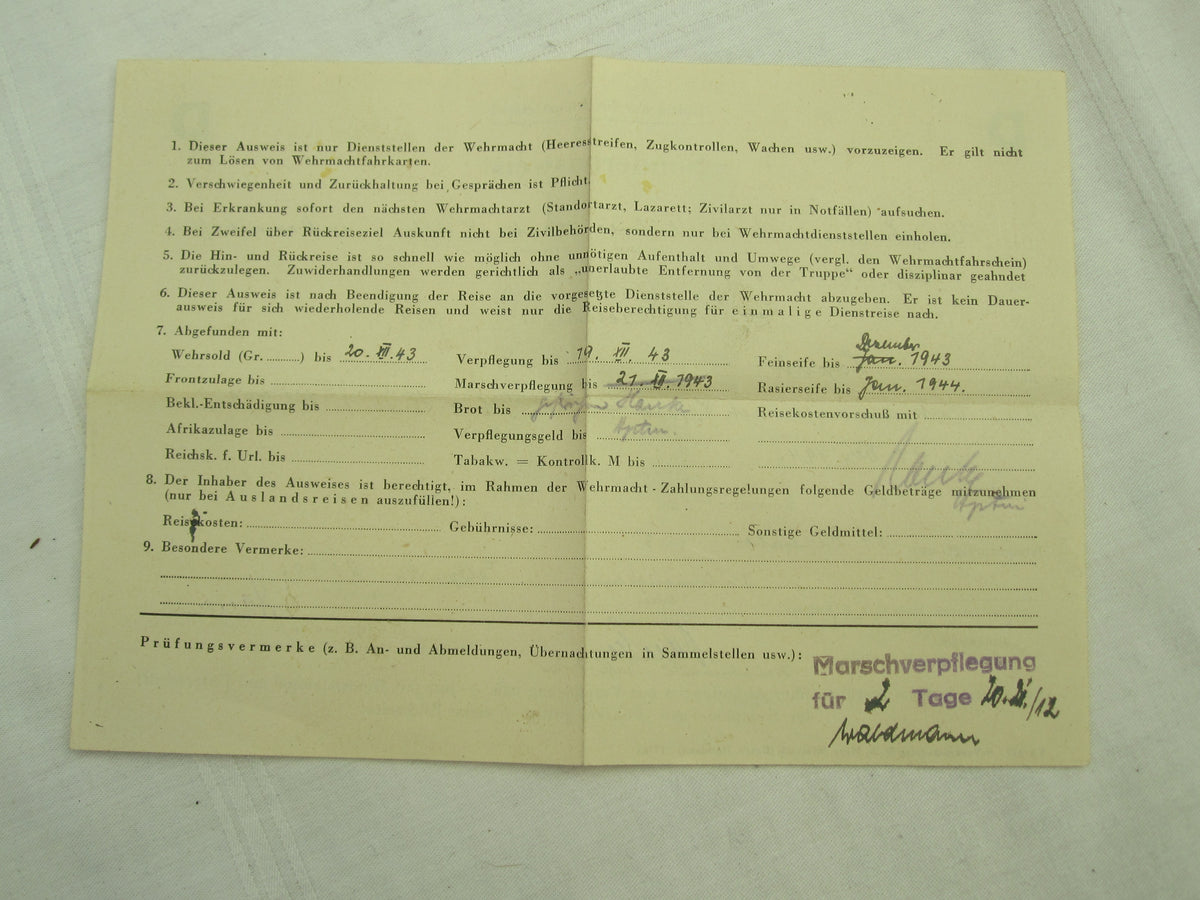 1. Dieser Ausweis ist nur Dienststellen der Wehrmacht (Heeresstreifen, Zugkontrollen, Wachen usw.) vorzuzeigen. Er gilt nicht
zum Lösen von Wehrmachtfahrkarten.
2. Verschwiegenheit und Zurückhaltung bei Gesprächen ist Pflicht.
3. Bei Erkrankung sofort den nächsten Wehrmachtarzt (Standortarzt, Lazarett; Zivilarzt nur in Notfällen) aufsuchen.
4. Bei Zweifel über Rückreiseziel Auskunft nicht bei Zivilbehörden, sondern nur bei Wehrmachtdienststellen einholen.
5. Die Hin- und Rückreise ist so schnell wie möglich ohne unnötigen Aufenthalt und Umwege (vergl. den Wehrmachtfahrschein)
zurückzulegen. Zuwiderhandlungen werden gerichtlich als „unerlaubte Entfernung von der Truppe“ oder disziplinar geahndet
6. Dieser Ausweis ist nach Beendigung der Reise an die vorgesetzte Dienststelle der Wehrmacht abzugeben. Er ist kein Dauer-
ausweis für sich wiederholende Reisen und weist nur die Reiseberechtigung für einmalige Dienstreise nach.
7. Abgefunden mit:
Wehrsold (Gr. ..........) bis 20. XII. 43 Verpflegung bis 19. XII. 43 Feinseife bis Jan. Dezember 1943
Frontzulage bis Marschverpflegung bis 21. XII. 1943 Rasierseife bis Jan. 1944.
Bekl.-Entschädigung bis Brot bis Reisekostenvorschuß mit
Afrikazulage bis Verpflegungsgeld bis
Reichsk. f. Url. bis Tabakw. = Kontrollk. M bis
8. Der Inhaber des Ausweises ist berechtigt, im Rahmen der Wehrmacht-Zahlungsregelungen folgende Geldbeträge mitzunehmen
(nur bei Auslandsreisen auszufüllen!):
Reisekosten: Gebührnisse: Sonstige Geldmittel:
9. Besondere Vermerke:
Prüfungsvermerke (z. B. An- und Abmeldungen, Übernachtungen in Sammelstellen usw.):
Marschverpflegung
für 2 Tage 20.21./12
Waldmann